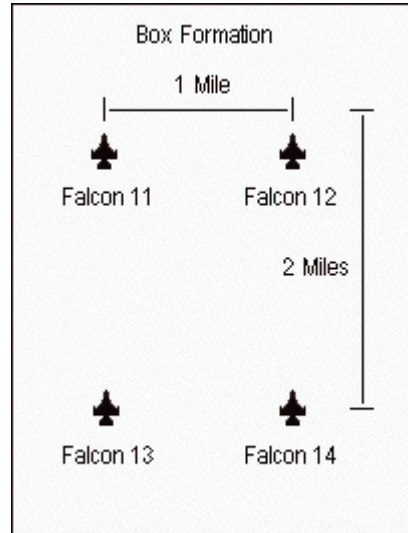 Box Formation
1 Mile
Falcon 11
Falcon 12
2 Miles
Falcon 13
Falcon 14